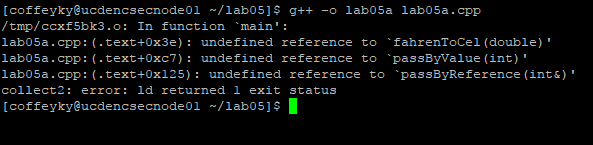 [coffeyky@ucdencsecnode01 ~/lab05]$ g++ -o lab05a lab05a.cpp
/tmp/ccxf5bk3.o: In function `main':
lab05a.cpp:(.text+0x3e): undefined reference to `fahrenToCel(double)'
lab05a.cpp:(.text+0xc7): undefined reference to `passByValue(int)'
lab05a.cpp:(.text+0x125): undefined reference to `passByReference(int&)'
collect2: error: ld returned 1 exit status
[coffeyky@ucdencsecnode01 ~/lab05]$